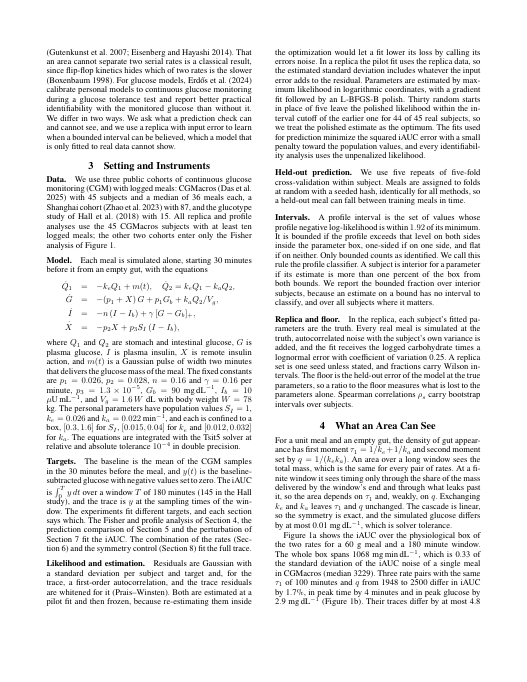 (Gutenkunst et al. 2007; Eisenberg and Hayashi 2014). That
an area cannot separate two serial rates is a classical result,
since flip-flop kinetics hides which of two rates is the slower
(Boxenbaum 1998). For glucose models, Erdős et al. (2024)
calibrate personal models to continuous glucose monitoring
during a glucose tolerance test and report better practical
identifiability with the monitored glucose than without it.
We differ in two ways. We ask what a prediction check can
and cannot see, and we use a replica with input error to learn
when a bounded interval can be believed, which a model that
is only fitted to real data cannot show.
3 Setting and Instruments
Data. We use three public cohorts of continuous glucose
monitoring (CGM) with logged meals: CGMacros (Das et al.
2025) with 45 subjects and a median of 36 meals each, a
Shanghai cohort (Zhao et al. 2023) with 87, and the glucotype
study of Hall et al. (2018) with 15. All replica and profile
analyses use the 45 CGMacros subjects with at least ten
logged meals; the other two cohorts enter only the Fisher
analysis of Figure 1.
Model. Each meal is simulated alone, starting 30 minutes
before it from an empty gut, with the equations
Q̇₁ = −kₑQ₁ + m(t), Q̇₂ = kₑQ₁ − kₐQ₂,
Ġ = −(p₁ + X) G + p₁G_b + kₐQ₂/V_g,
İ = −n (I − I_b) + γ [G − G_b]₊,
Ẋ = −p₂X + p₃S_I (I − I_b),
where Q₁ and Q₂ are stomach and intestinal glucose, G is
plasma glucose, I is plasma insulin, X is remote insulin
action, and m(t) is a Gaussian pulse of width two minutes
that delivers the glucose mass of the meal. The fixed constants
are p₁ = 0.026, p₂ = 0.028, n = 0.16 and γ = 0.16 per
minute, p₃ = 1.3 × 10⁻⁵, G_b = 90 mg dL⁻¹, I_b = 10
μU mL⁻¹, and V_g = 1.6 W dL with body weight W = 78
kg. The personal parameters have population values S_I = 1,
kₑ = 0.026 and kₐ = 0.022 min⁻¹, and each is confined to a
box, [0.3, 1.6] for S_I, [0.015, 0.04] for kₑ and [0.012, 0.032]
for kₐ. The equations are integrated with the Tsit5 solver at
relative and absolute tolerance 10⁻⁶ in double precision.
Targets. The baseline is the mean of the CGM samples
in the 30 minutes before the meal, and y(t) is the baseline-
subtracted glucose with negative values set to zero. The iAUC
is ∫₀ᵀ y dt over a window T of 180 minutes (145 in the Hall
study), and the trace is y at the sampling times of the win-
dow. The experiments fit different targets, and each section
says which. The Fisher and profile analysis of Section 4, the
prediction comparison of Section 5 and the perturbation of
Section 7 fit the iAUC. The combination of the rates (Sec-
tion 6) and the symmetry control (Section 8) fit the full trace.
Likelihood and estimation. Residuals are Gaussian with
a standard deviation per subject and target and, for the
trace, a first-order autocorrelation, and the trace residuals
are whitened for it (Prais–Winsten). Both are estimated at a
pilot fit and then frozen, because re-estimating them inside
the optimization would let a fit lower its loss by calling its
errors noise. In a replica the pilot fit uses the replica data, so
the estimated standard deviation includes whatever the input
error adds to the residual. Parameters are estimated by max-
imum likelihood in logarithmic coordinates, with a gradient
fit followed by an L-BFGS-B polish. Thirty random starts
in place of five leave the polished likelihood within the in-
terval cutoff of the earlier one for 44 of 45 real subjects, so
we treat the polished estimate as the optimum. The fits used
for prediction minimize the squared iAUC error with a small
penalty toward the population values, and every identifiabil-
ity analysis uses the unpenalized likelihood.
Held-out prediction. We use five repeats of five-fold
cross-validation within subject. Meals are assigned to folds
at random with a seeded hash, identically for all methods, so
a held-out meal can fall between training meals in time.
Intervals. A profile interval is the set of values whose
profile negative log-likelihood is within 1.92 of its minimum.
It is bounded if the profile exceeds that level on both sides
inside the parameter box, one-sided if on one side, and flat
if on neither. Only bounded counts as identified. We call this
rule the profile classifier. A subject is interior for a parameter
if its estimate is more than one percent of the box from
both bounds. We report the bounded fraction over interior
subjects, because an estimate on a bound has no interval to
classify, and over all subjects where it matters.
Replica and floor. In the replica, each subject's fitted pa-
rameters are the truth. Every real meal is simulated at the
truth, autocorrelated noise with the subject's own variance is
added, and the fit receives the logged carbohydrate times a
lognormal error with coefficient of variation 0.25. A replica
set is one seed unless stated, and fractions carry Wilson in-
tervals. The floor is the held-out error of the model at the true
parameters, so a ratio to the floor measures what is lost to the
parameters alone. Spearman correlations ρₛ carry bootstrap
intervals over subjects.
4 What an Area Can See
For a unit meal and an empty gut, the density of gut appear-
ance has first moment τ₁ = 1/kₑ + 1/kₐ and second moment
set by q = 1/(kₑkₐ). An area over a long window sees the
total mass, which is the same for every pair of rates. At a fi-
nite window it sees timing only through the share of the mass
delivered by the window's end and through what leaks past
it, so the area depends on τ₁ and, weakly, on q. Exchanging
kₑ and kₐ leaves τ₁ and q unchanged. The cascade is linear,
so the symmetry is exact, and the simulated glucose differs
by at most 0.01 mg dL⁻¹, which is solver tolerance.
Figure 1a shows the iAUC over the physiological box of
the two rates for a 60 g meal and a 180 minute window.
The whole box spans 1068 mg min dL⁻¹, which is 0.33 of
the standard deviation of the iAUC noise of a single meal
in CGMacros (median 3229). Three rate pairs with the same
τ₁ of 100 minutes and q from 1948 to 2500 differ in iAUC
by 1.7%, in peak time by 4 minutes and in peak glucose by
2.9 mg dL⁻¹ (Figure 1b). Their traces differ by at most 4.8